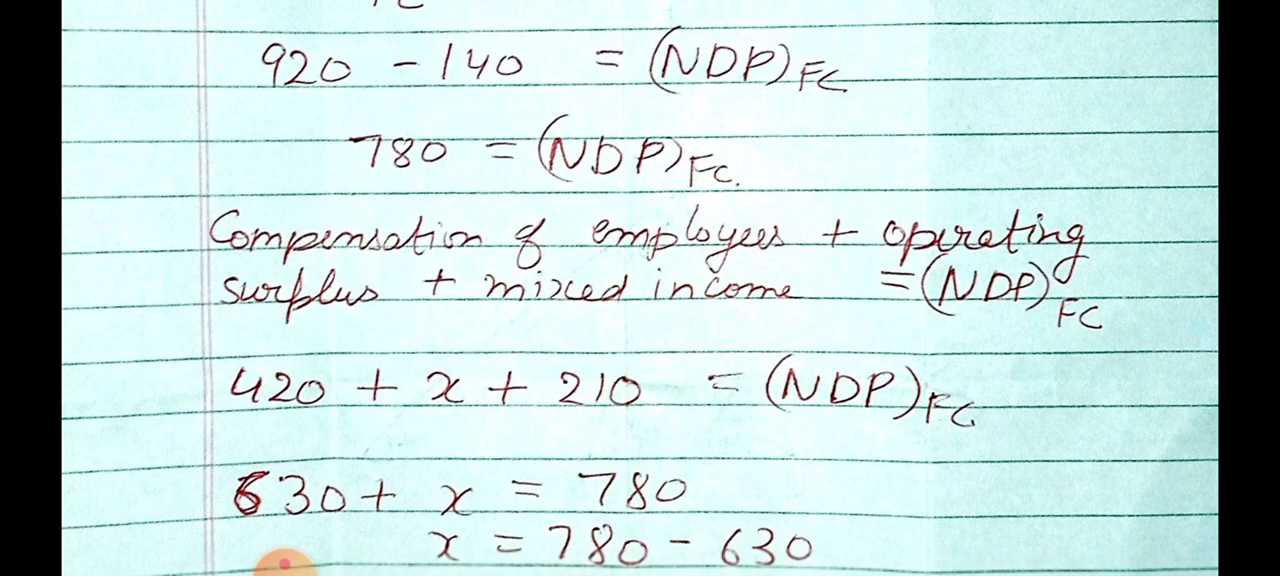 920 - 140 = (NDP)FC
780 = (NDP)FC.
Compensation of employees + operating
surplus + mixed income = (NDP)FC
420 + x + 210 = (NDP)FC
630 + x = 780
x = 780 - 630